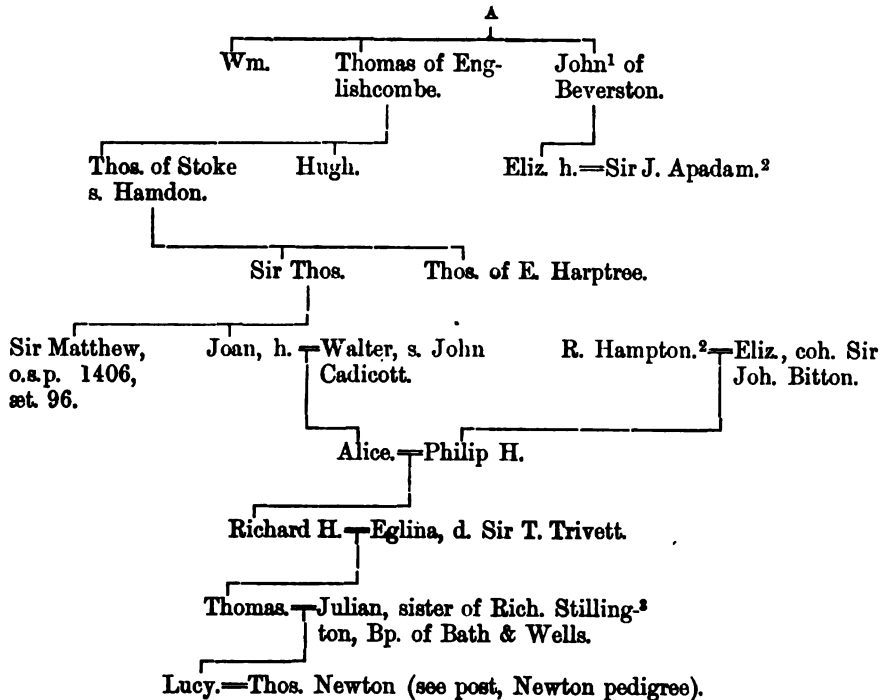 A
Wm. Thomas of Eng- John¹ of
lishcombe. Beverston.
Thos. of Stoke Hugh. Eliz. h.=Sir J. Apadam.²
s. Hamdon.
Sir Thos. Thos. of E. Harptree.
Sir Matthew, Joan, h.=Walter, s. John R. Hampton.²=Eliz., coh. Sir
o.s.p. 1406, Cadicott. Joh. Bitton.
æt. 96.
Alice.=Philip H.
Richard H.=Eglina, d. Sir T. Trivett.
Thomas.=Julian, sister of Rich. Stilling-³
ton, Bp. of Bath & Wells.
Lucy.=Thos. Newton (see post, Newton pedigree).